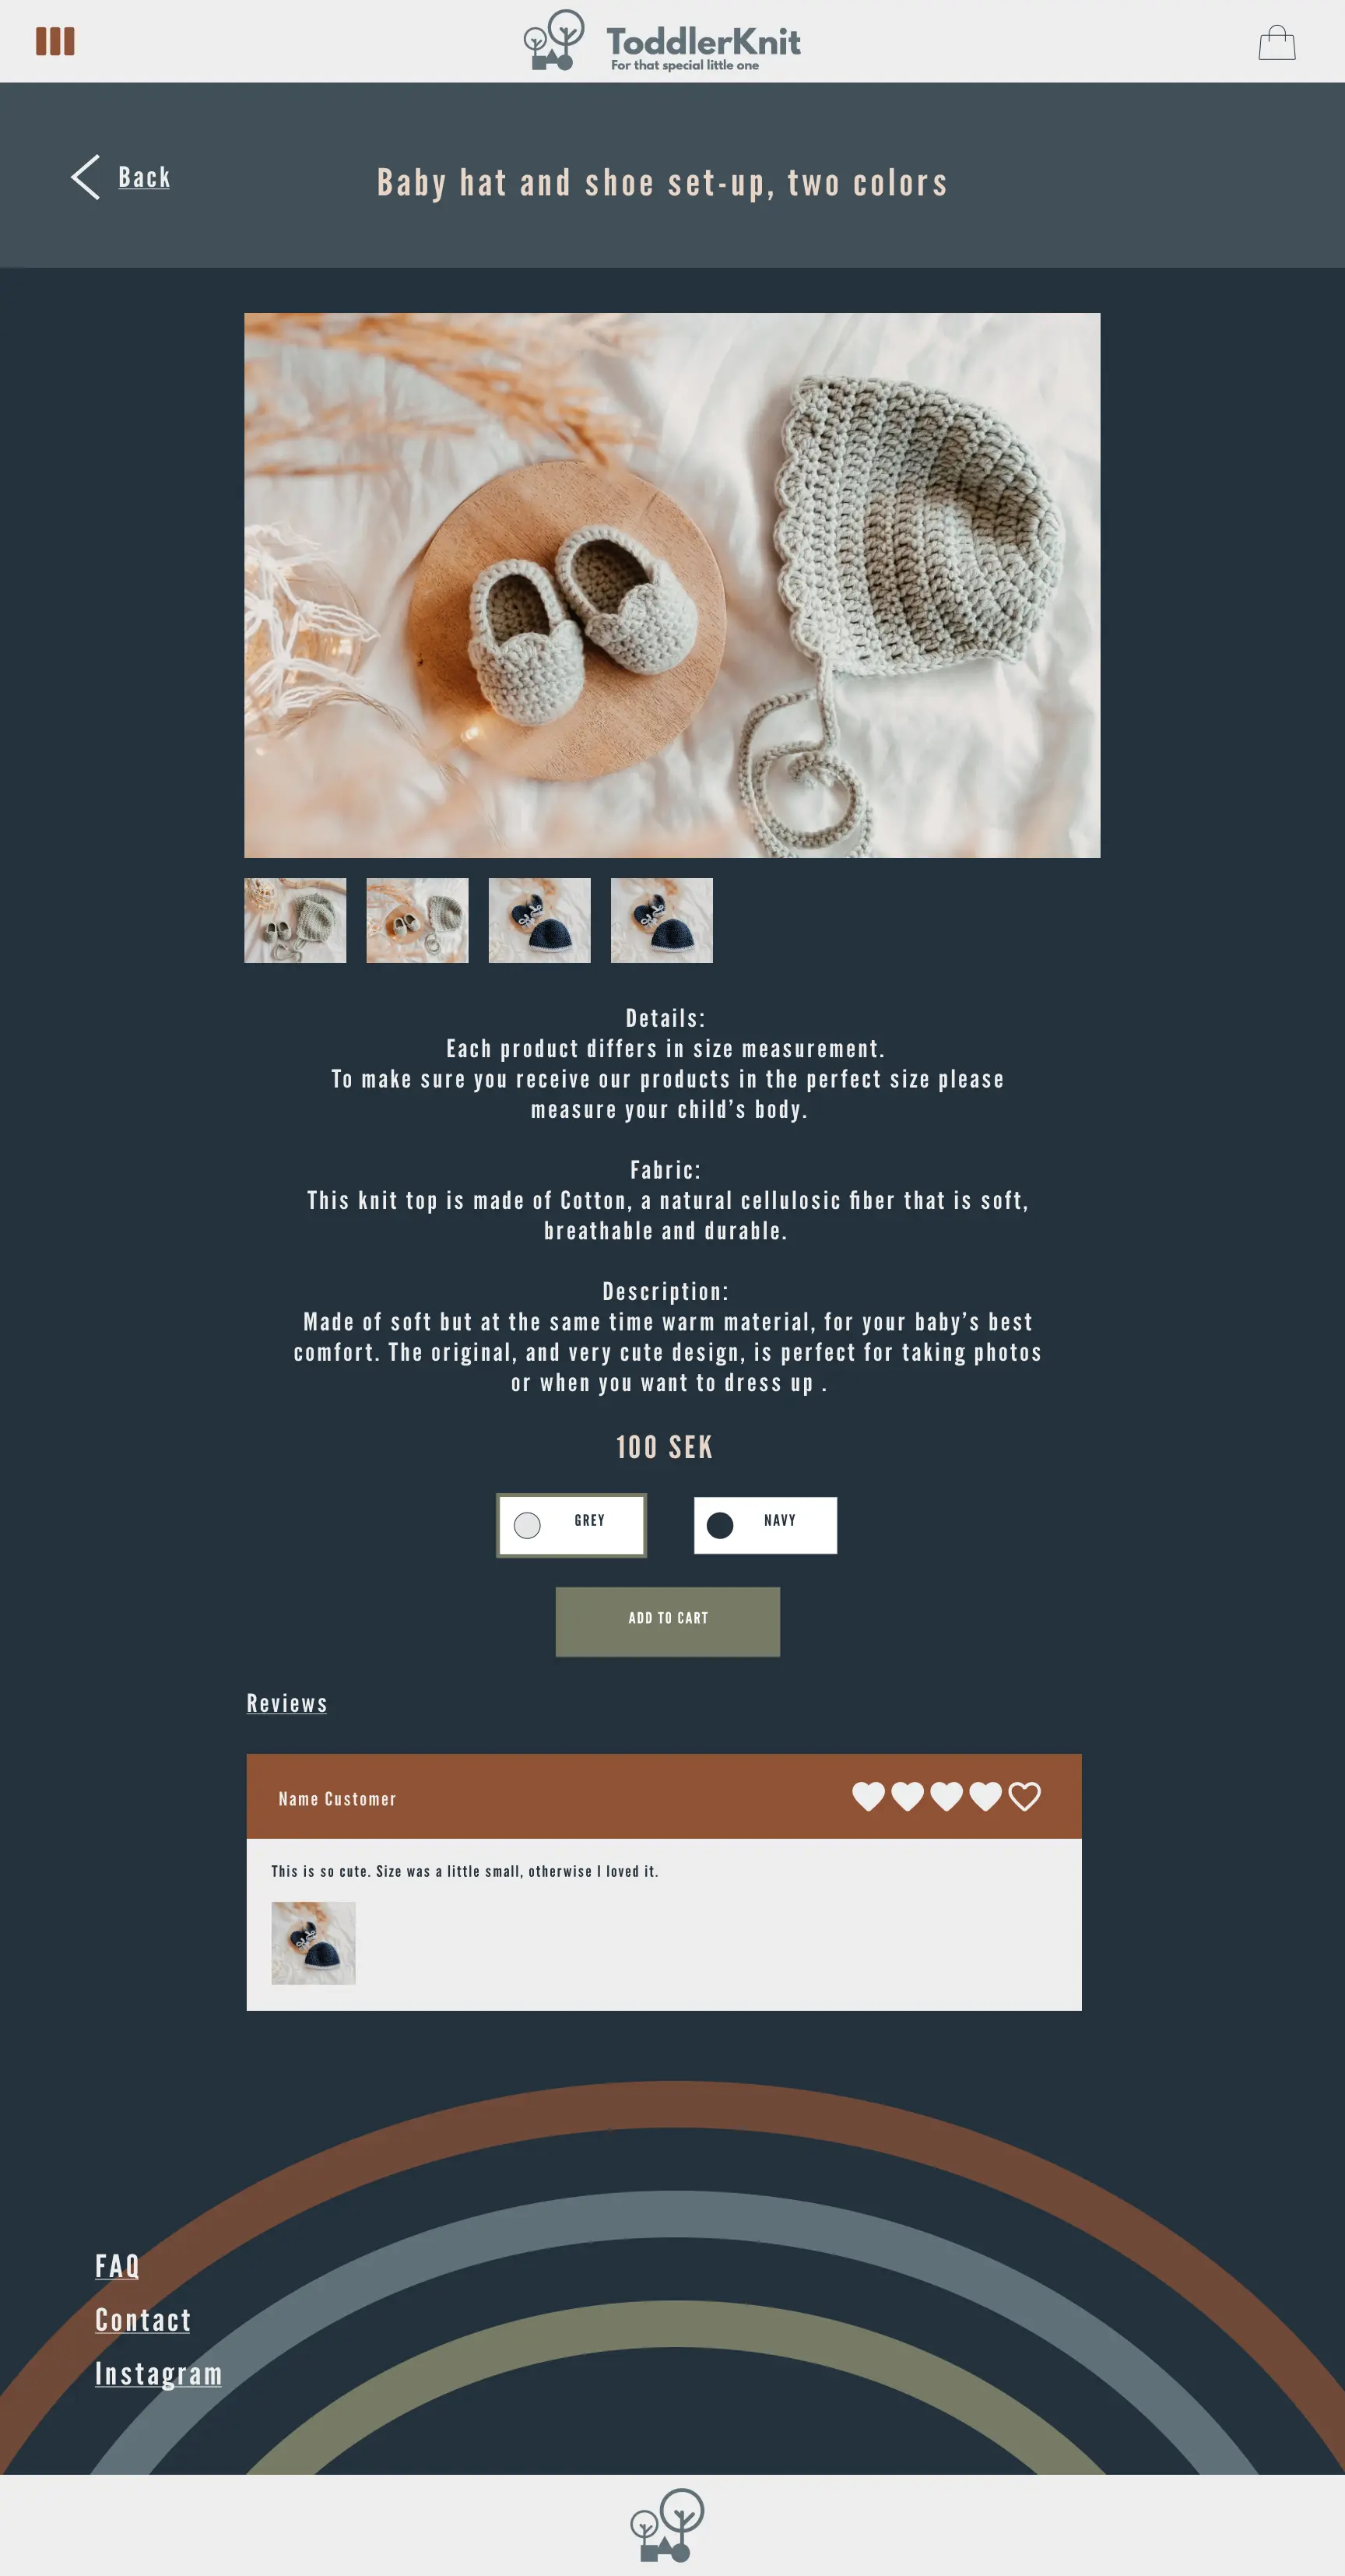 ToddlerKnit
For that special little one
Back
Baby hat and shoe set-up, two colors
Details:
Each product differs in size measurement.
To make sure you receive our products in the perfect size please
measure your child’s body.
Fabric:
This knit top is made of Cotton, a natural cellulosic fiber that is soft,
breathable and durable.
Description:
Made of soft but at the same time warm material, for your baby’s best
comfort. The original, and very cute design, is perfect for taking photos
or when you want to dress up .
100 SEK
GREY
NAVY
ADD TO CART
Reviews
Name Customer
This is so cute. Size was a little small, otherwise I loved it.
FAQ
Contact
Instagram